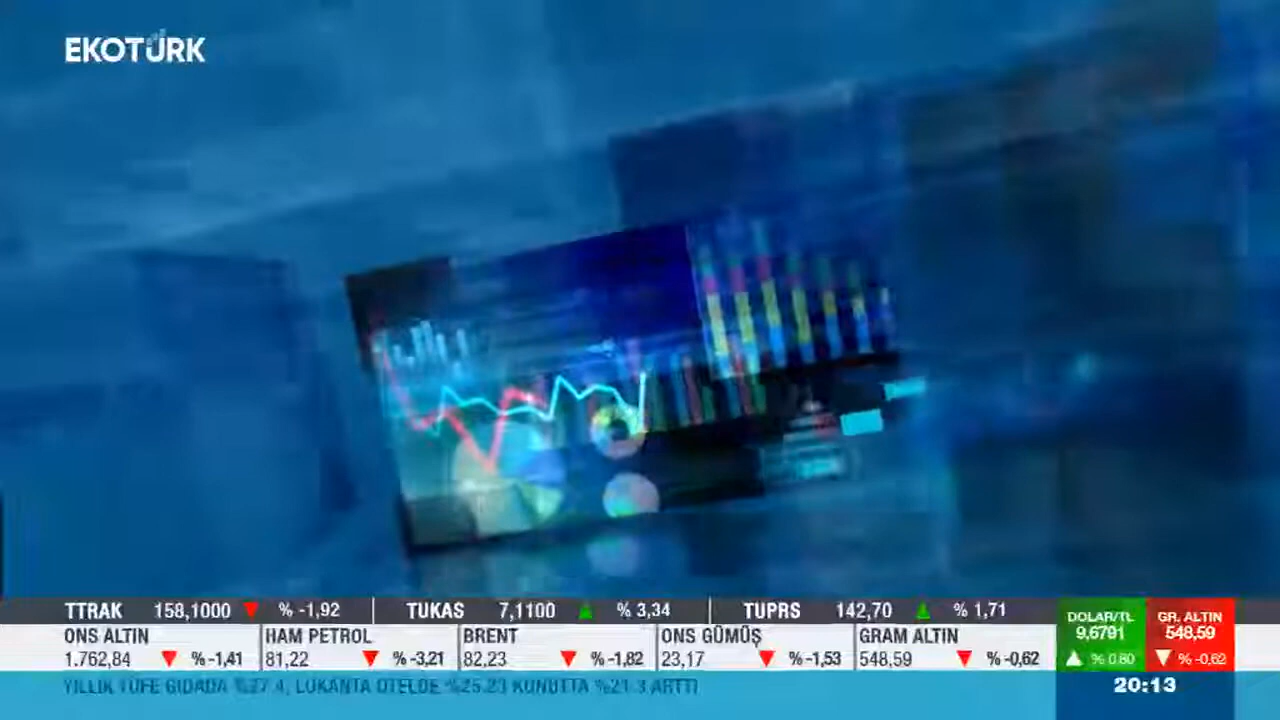 EKOTÜRK
TTRAK 158,1000 % -1,92 TUKAS 7,1100 % 3,34 TUPRS 142,70 % 1,71
DOLAR/TL 9,6791 % 0,80
GR. ALTIN 548,59 % -0,62
ONS ALTIN 1.762,84 % -1,41
HAM PETROL 81,22 % -3,21
BRENT 82,23 % -1,82
ONS GÜMÜŞ 23,17 % -1,53
GRAM ALTIN 548,59 % -0,62
YILLIK TÜFE GIDADA %27.4, LOKANTA OTELDE %25.23 KONUTTA %21.3 ARTTI
20:13